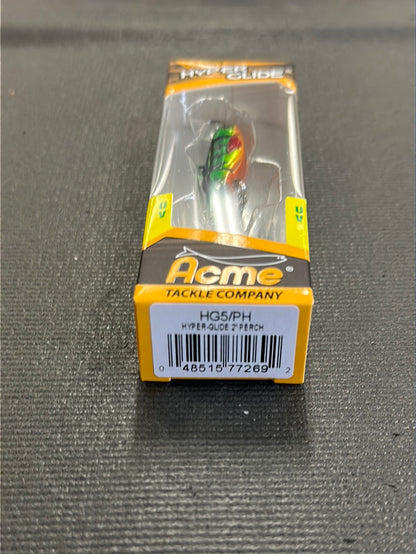 HYPER GLIDE
UV
UV
Acme®
TACKLE COMPANY
HG5/PH
HYPER-GLIDE 2" PERCH
0 48515 77269 2